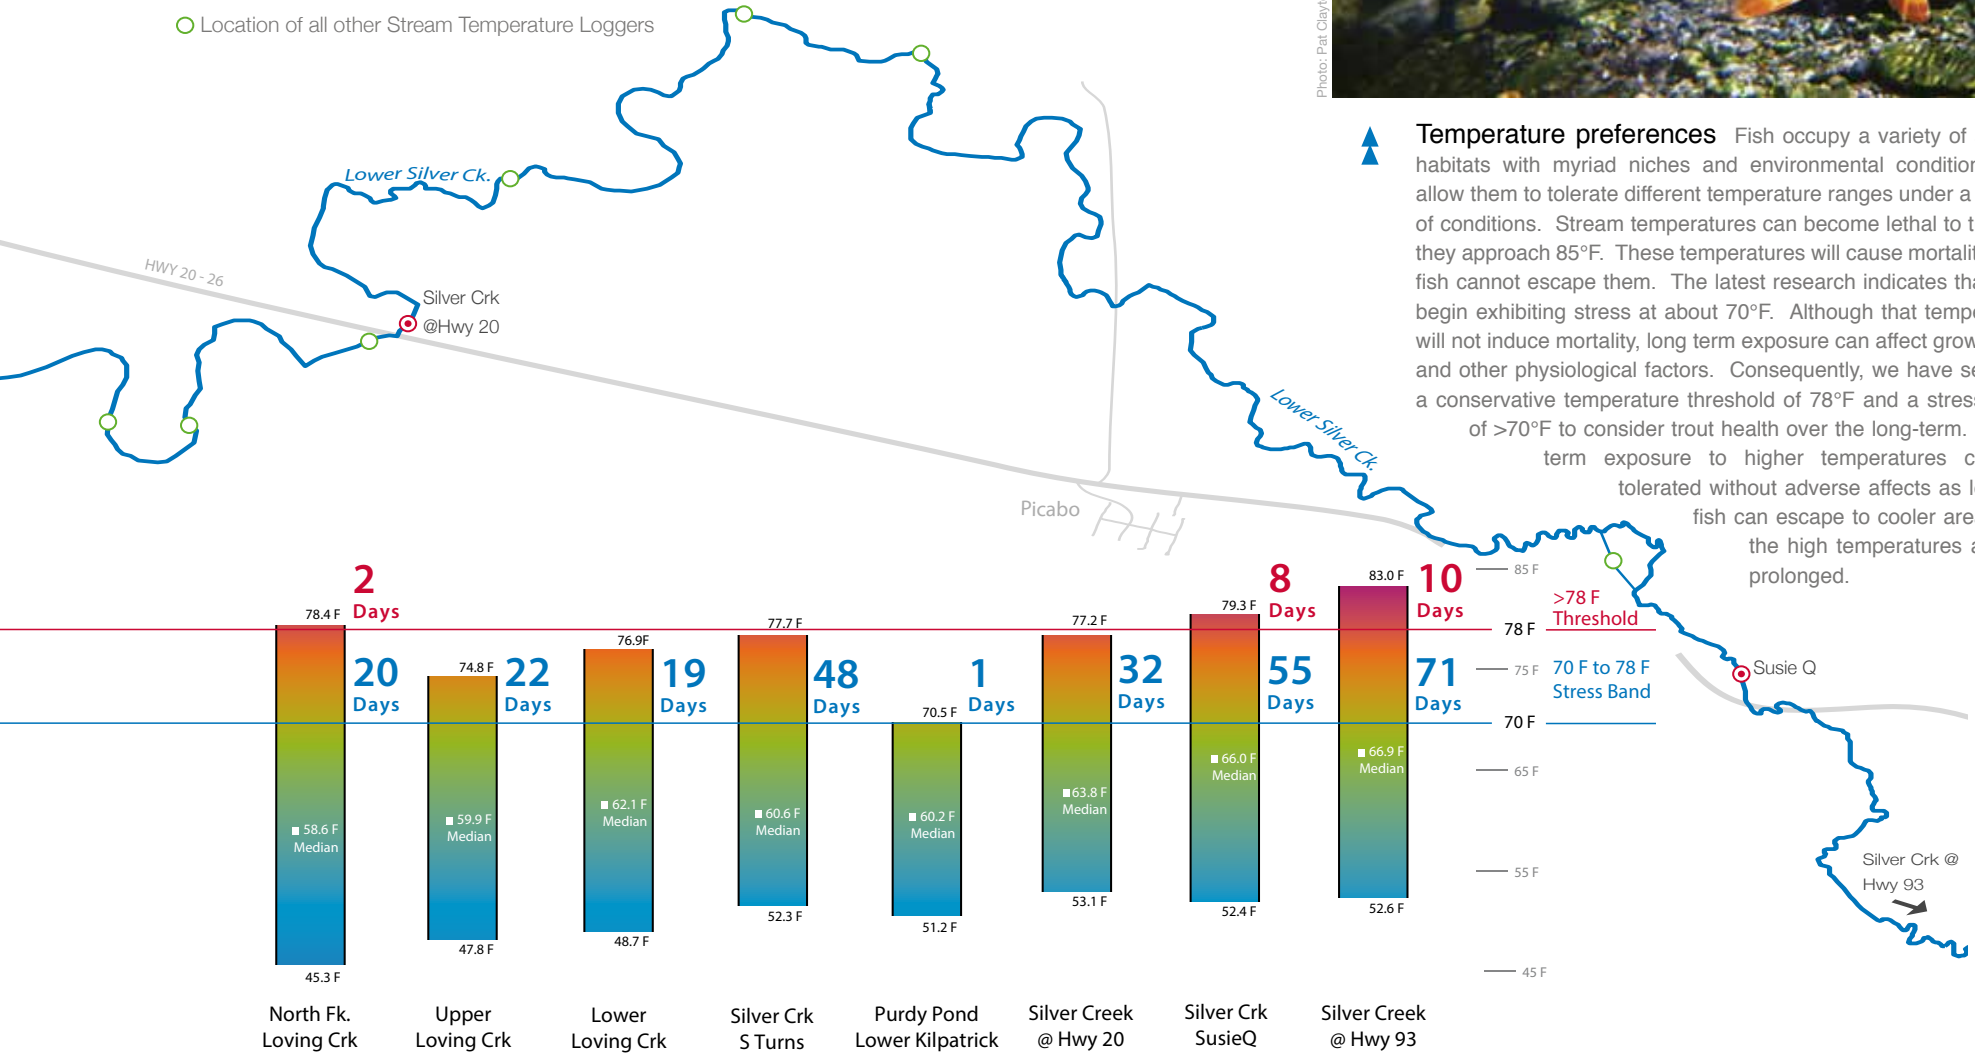 Location of all other Stream Temperature Loggers
Photo: Pat
Lower Silver Ck.
HWY 20 - 26
Silver Crk
@Hwy 20
Lower Silver Ck.
Picabo
Susie Q
Silver Crk @
Hwy 93
Temperature preferences Fish occupy a variety of
habitats with myriad niches and environmental
allow them to tolerate different temperature ranges under a
of conditions. Stream temperatures can become lethal to
they approach 85°F. These temperatures will cause
fish cannot escape them. The latest research indicates
begin exhibiting stress at about 70°F. Although that
will not induce mortality, long term exposure can affect
and other physiological factors. Consequently, we have
a conservative temperature threshold of 78°F and a
of >70°F to consider trout health over the long-term.
term exposure to higher temperatures
tolerated without adverse affects as
fish can escape to cooler
the high temperatures
prolonged.
2
Days
78.4 F
20
Days
58.6 F
Median
45.3 F
North Fk.
Loving Crk
74.8 F
22
Days
59.9 F
Median
47.8 F
Upper
Loving Crk
76.9F
19
Days
62.1 F
Median
48.7 F
Lower
Loving Crk
77.7 F
48
Days
60.6 F
Median
52.3 F
Silver Crk
S Turns
70.5 F
1
Days
60.2 F
Median
51.2 F
Purdy Pond
Lower Kilpatrick
77.2 F
32
Days
63.8 F
Median
53.1 F
Silver Creek
@ Hwy 20
8
Days
79.3 F
55
Days
66.0 F
Median
52.4 F
Silver Crk
SusieQ
10
Days
83.0 F
71
Days
66.9 F
Median
52.6 F
Silver Creek
@ Hwy 93
85 F
>78 F
Threshold
78 F
75 F
70 F to 78 F
Stress Band
70 F
65 F
55 F
45 F